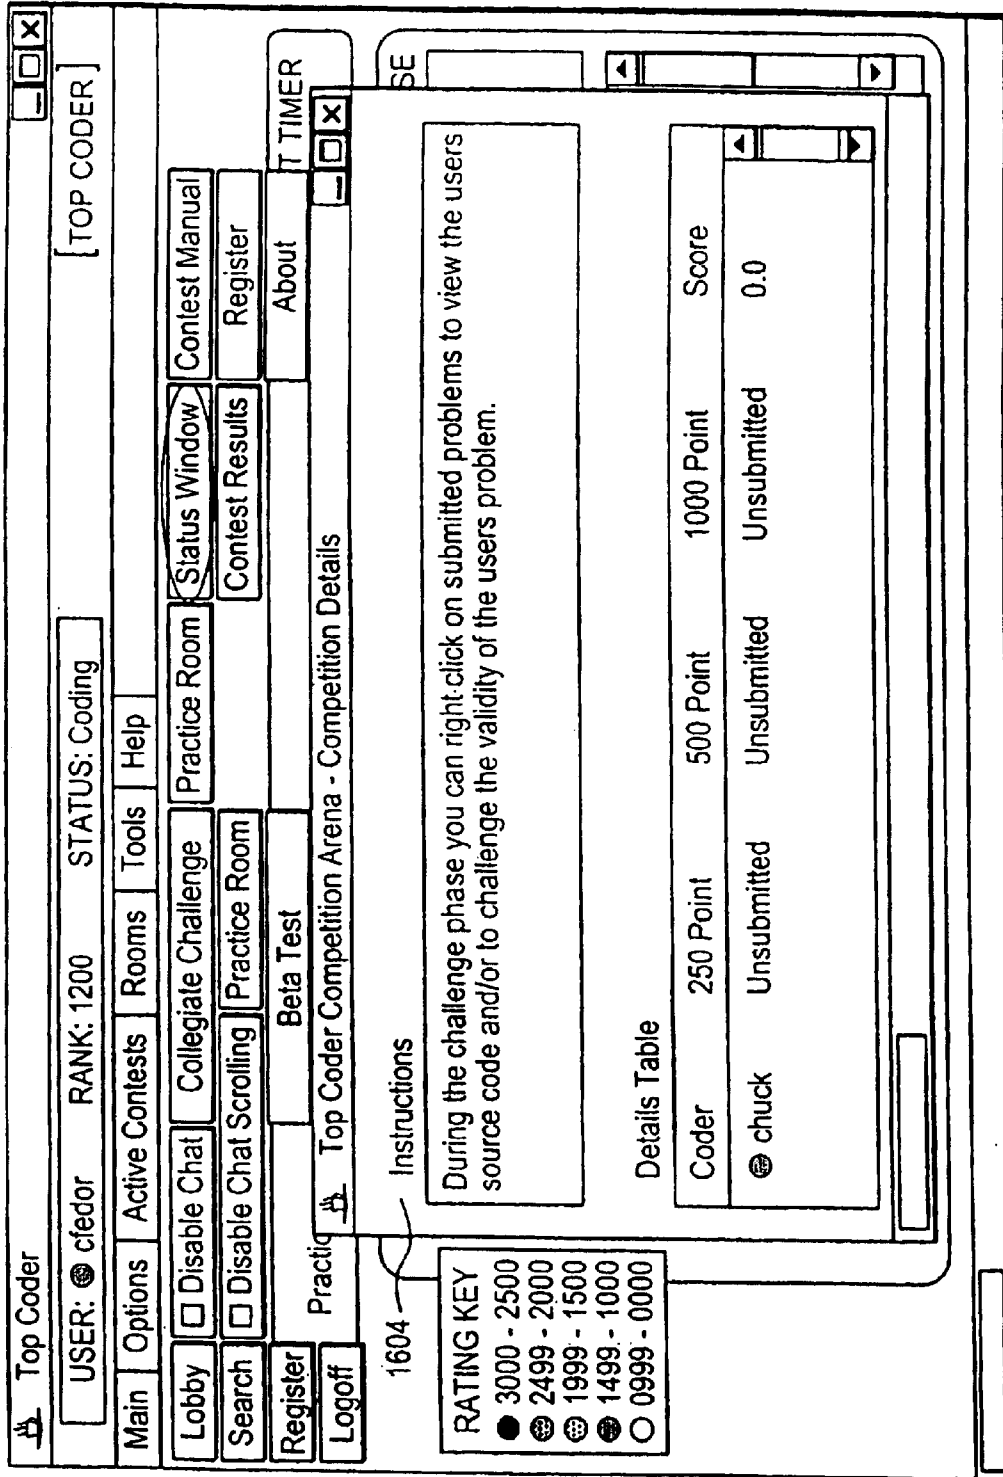 Top Coder
USER: cfedor RANK: 1200 STATUS: Coding [TOP CODER]
Main Options Active Contests Rooms Tools Help
Lobby Disable Chat Collegiate Challenge Practice Room Status Window Contest Manual
Search Disable Chat Scrolling Practice Room Contest Results Register
Register Beta Test About
Logoff Practic T TIMER
Top Coder Competition Arena - Competition Details
SE
1604 Instructions
During the challenge phase you can right-click on submitted problems to view the users
source code and/or to challenge the validity of the users problem.
RATING KEY
3000 - 2500
2499 - 2000
1999 - 1500
1499 - 1000
0999 - 0000
Details Table
Coder 250 Point 500 Point 1000 Point Score
chuck Unsubmitted Unsubmitted Unsubmitted 0.0